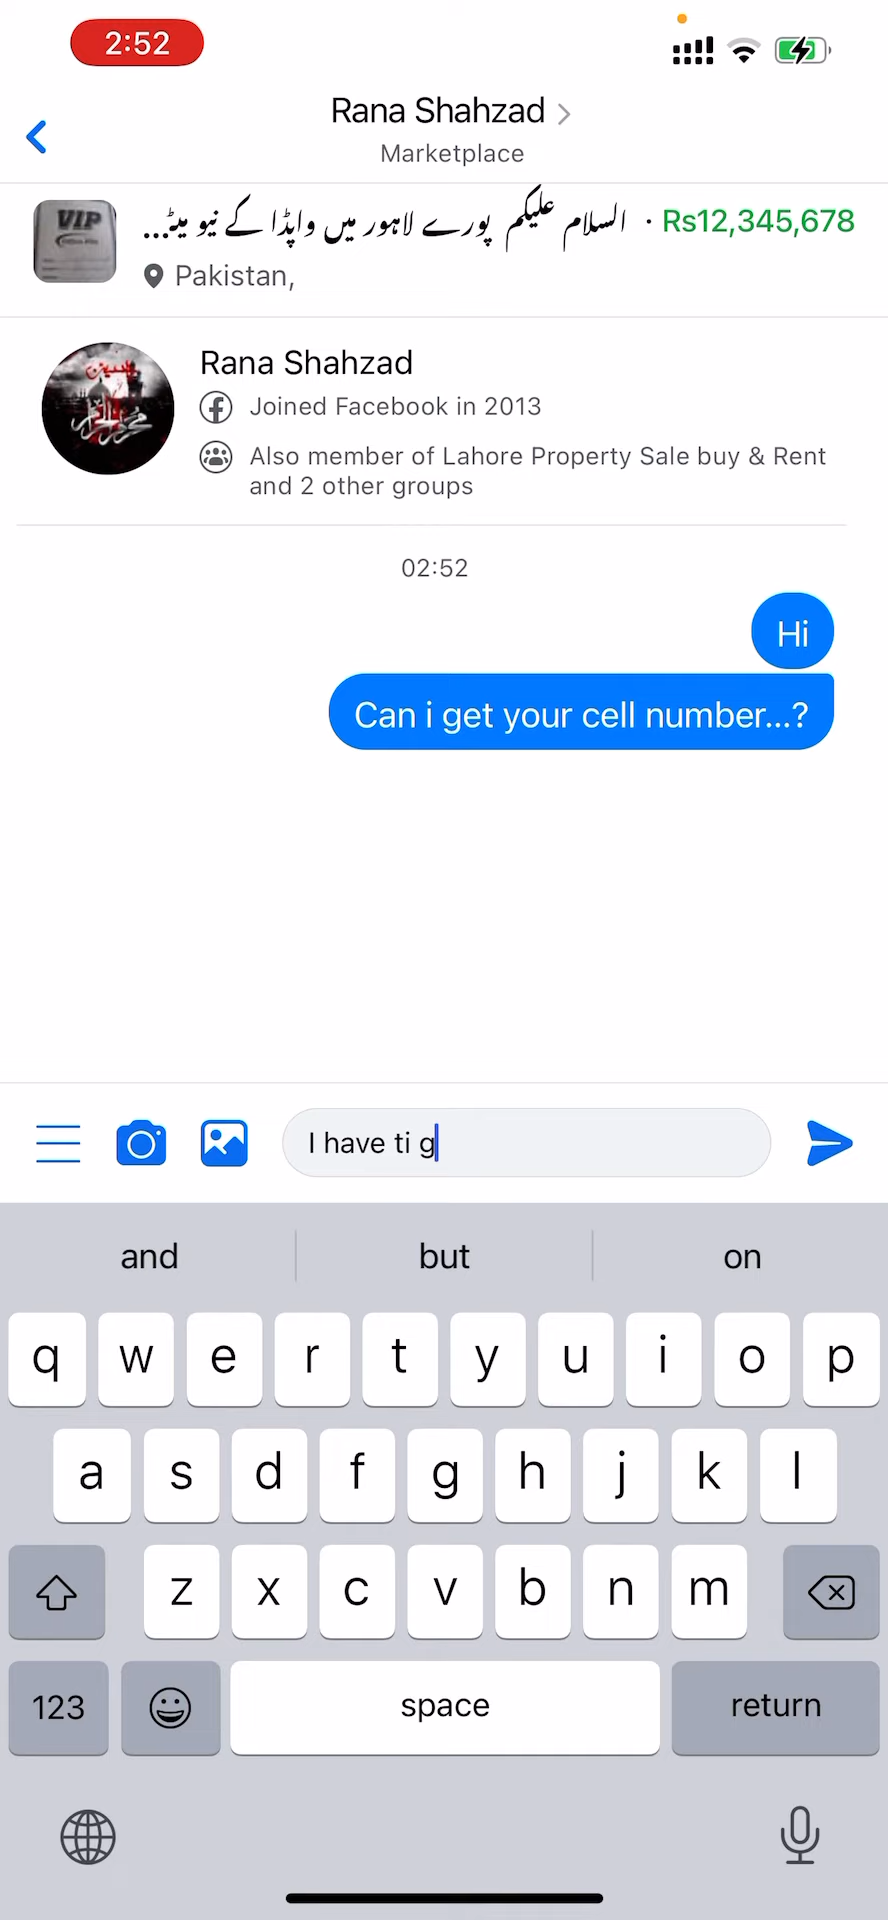 2:52
Rana Shahzad
Marketplace
VIP
السلام علیکم پورے لاہور میں واپڈا کے نیو میٹ... · Rs12,345,678
Pakistan,
Rana Shahzad
Joined Facebook in 2013
Also member of Lahore Property Sale buy & Rent
and 2 other groups
02:52
Hi
Can i get your cell number...?
I have ti g
and but on
q w e r t y u i o p
a s d f g h j k l
z x c v b n m
123 space return